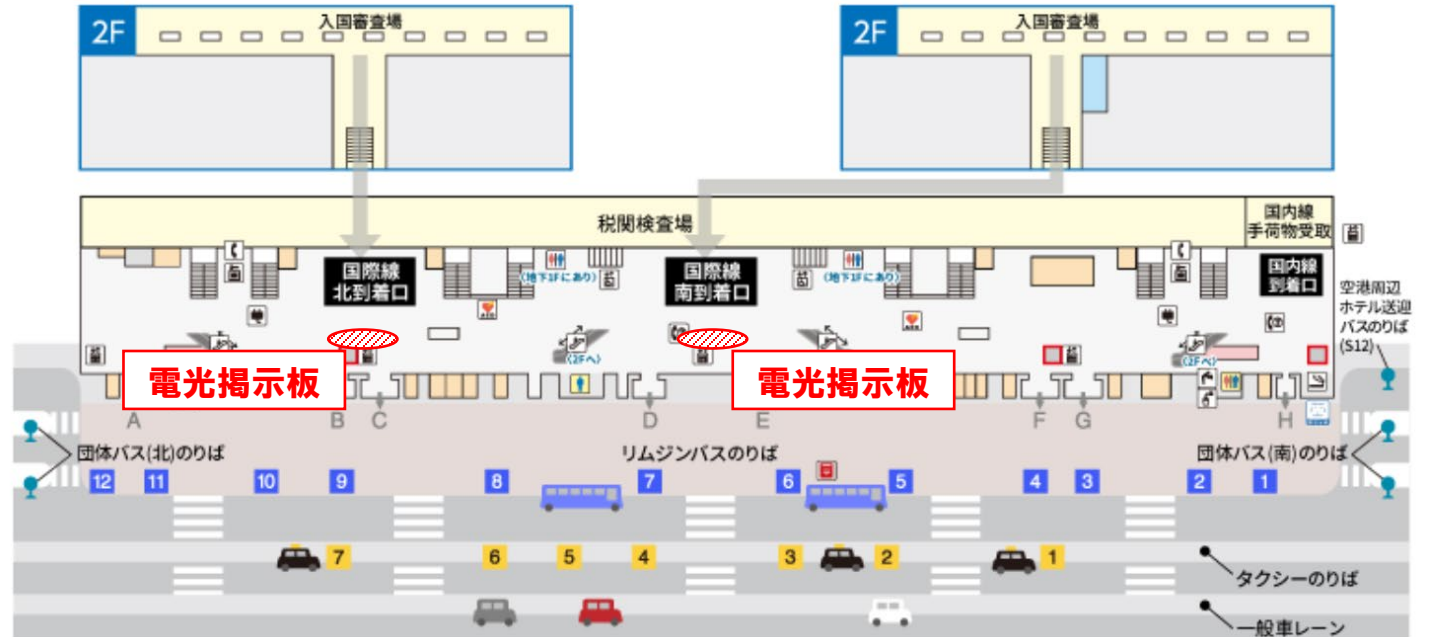 2F
入国審査場
2F
入国審査場
税関検査場
国内線
手荷物受取
国際線
北到着口
国際線
南到着口
国内線
到着口
(地下1Fにあり)
(地下1Fにあり)
空港周辺
ホテル送迎
バスのりば
(S12)
AED
AED
(2Fへ)
(2Fへ)
電光掲示板
電光掲示板
A
B
C
D
E
F
G
H
団体バス(北)のりば
リムジンバスのりば
団体バス(南)のりば
12
11
10
9
8
7
6
5
4
3
2
1
7
6
5
4
3
2
1
タクシーのりば
一般車レーン